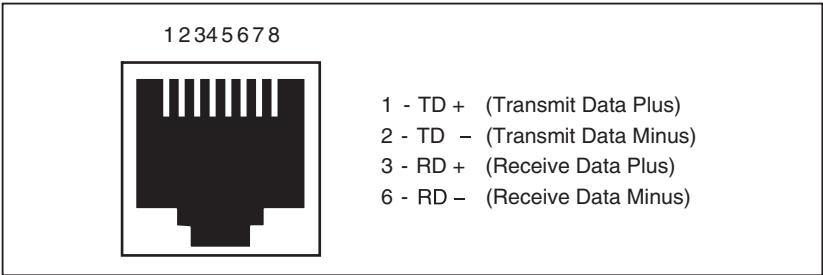 12345678
1 - TD + (Transmit Data Plus)
2 - TD – (Transmit Data Minus)
3 - RD + (Receive Data Plus)
6 - RD – (Receive Data Minus)